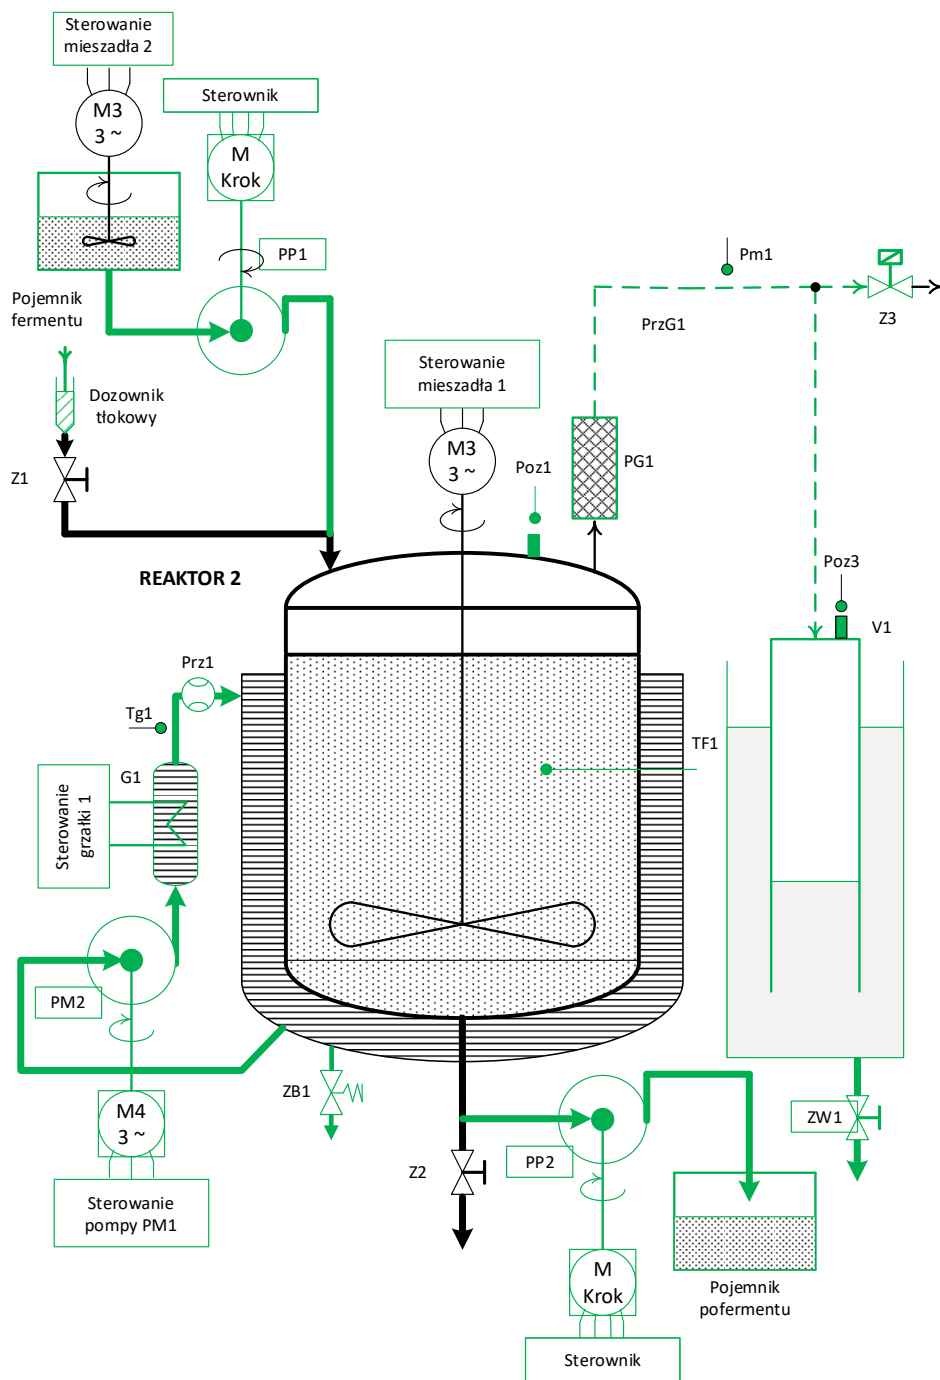 Sterowanie
mieszadła 2
M3
3 ~
Sterownik
M
Krok
PP1
Pojemnik
fermentu
Dozownik
tłokowy
Z1
Sterowanie
mieszadła 1
M3
3 ~
Poz1
PG1
Pm1
PrzG1
Z3
REAKTOR 2
Poz3
V1
Prz1
Tg1
G1
Sterowanie
grzałki 1
TF1
PM2
M4
3 ~
Sterowanie
pompy PM1
ZB1
Z2
PP2
ZW1
M
Krok
Sterownik
Pojemnik
pofermentu